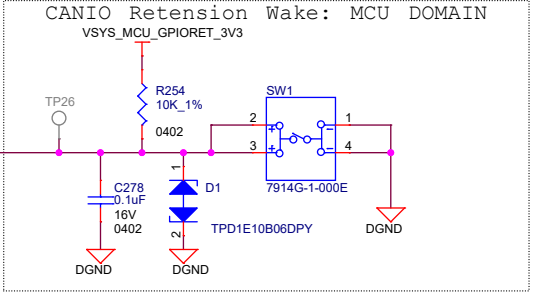 CANIO Retension Wake: MCU DOMAIN
VSYS_MCU_GPIORET_3V3
TP26
R254
10K_1%
0402
SW1
2
1
+
-
3
4
+
-
7914G-1-000E
C278
0.1uF
16V
0402
1
D1
2
TPD1E10B06DPY
DGND
DGND
DGND